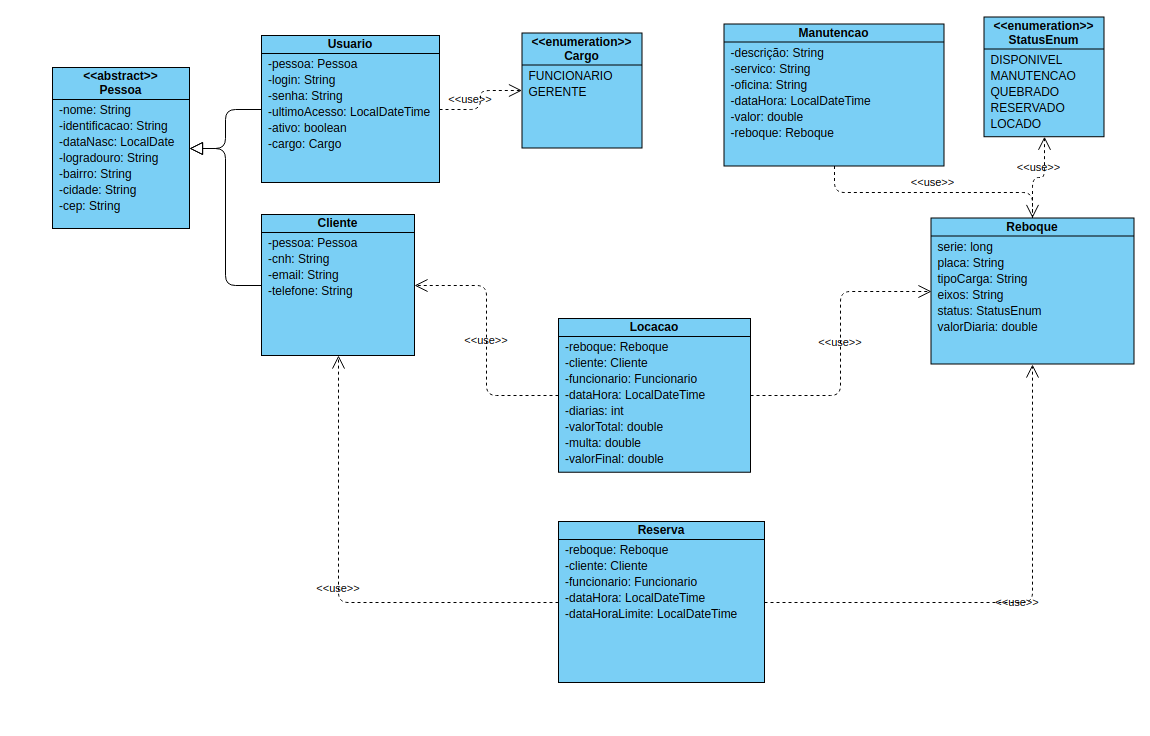 <<abstract>>
Pessoa
-nome: String
-identificacao: String
-dataNasc: LocalDate
-logradouro: String
-bairro: String
-cidade: String
-cep: String
Usuario
-pessoa: Pessoa
-login: String
-senha: String
-ultimoAcesso: LocalDateTime
-ativo: boolean
-cargo: Cargo
<<use>>
<<enumeration>>
Cargo
FUNCIONARIO
GERENTE
Manutencao
-descrição: String
-servico: String
-oficina: String
-dataHora: LocalDateTime
-valor: double
-reboque: Reboque
<<enumeration>>
StatusEnum
DISPONIVEL
MANUTENCAO
QUEBRADO
RESERVADO
LOCADO
<<use>>
<<use>>
Cliente
-pessoa: Pessoa
-cnh: String
-email: String
-telefone: String
Reboque
serie: long
placa: String
tipoCarga: String
eixos: String
status: StatusEnum
valorDiaria: double
<<use>>
Locacao
-reboque: Reboque
-cliente: Cliente
-funcionario: Funcionario
-dataHora: LocalDateTime
-diarias: int
-valorTotal: double
-multa: double
-valorFinal: double
<<use>>
<<use>>
Reserva
-reboque: Reboque
-cliente: Cliente
-funcionario: Funcionario
-dataHora: LocalDateTime
-dataHoraLimite: LocalDateTime
<<use>>